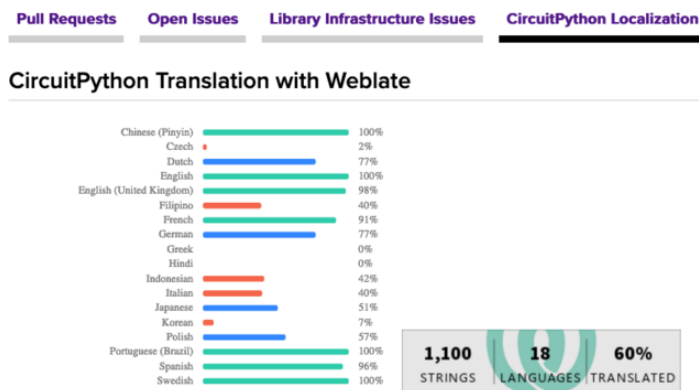 Pull Requests Open Issues Library Infrastructure Issues CircuitPython Localization
CircuitPython Translation with Weblate
Chinese (Pinyin) 100%
Czech 2%
Dutch 77%
English 100%
English (United Kingdom) 98%
Filipino 40%
French 91%
German 77%
Greek 0%
Hindi 0%
Indonesian 42%
Italian 40%
Japanese 51%
Korean 7%
Polish 57%
Portuguese (Brazil) 100%
Spanish 96%
Swedish 100%
1,100 18 60%
STRINGS LANGUAGES TRANSLATED